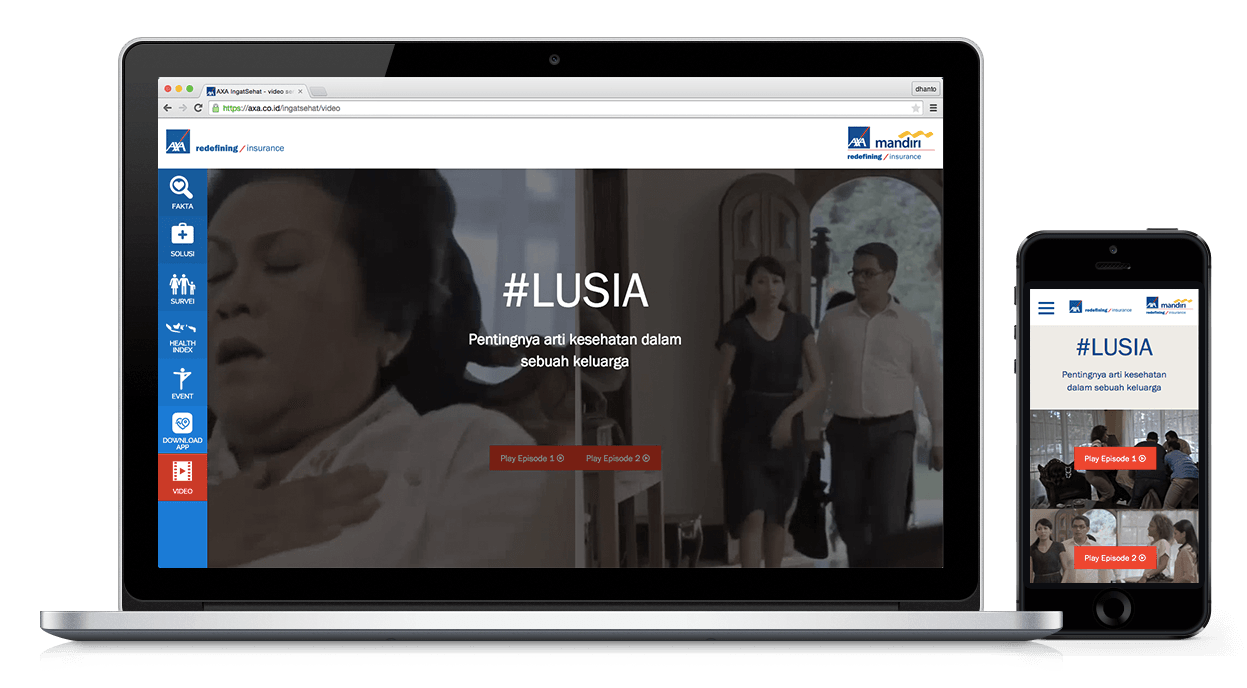 AXA IngatSehat - video se
dhanto
https://axa.co.id/ingatsehat/video
AXA redefining / insurance
AXA mandiri
redefining / insurance
FAKTA
SOLUSI
SURVEI
HEALTH
INDEX
EVENT
DOWNLOAD
APP
VIDEO
#LUSIA
Pentingnya arti kesehatan dalam
sebuah keluarga
Play Episode 1
Play Episode 2
AXA redefining / insurance
AXA mandiri
redefining / insurance
#LUSIA
Pentingnya arti kesehatan
dalam sebuah keluarga
Play Episode 1
Play Episode 2